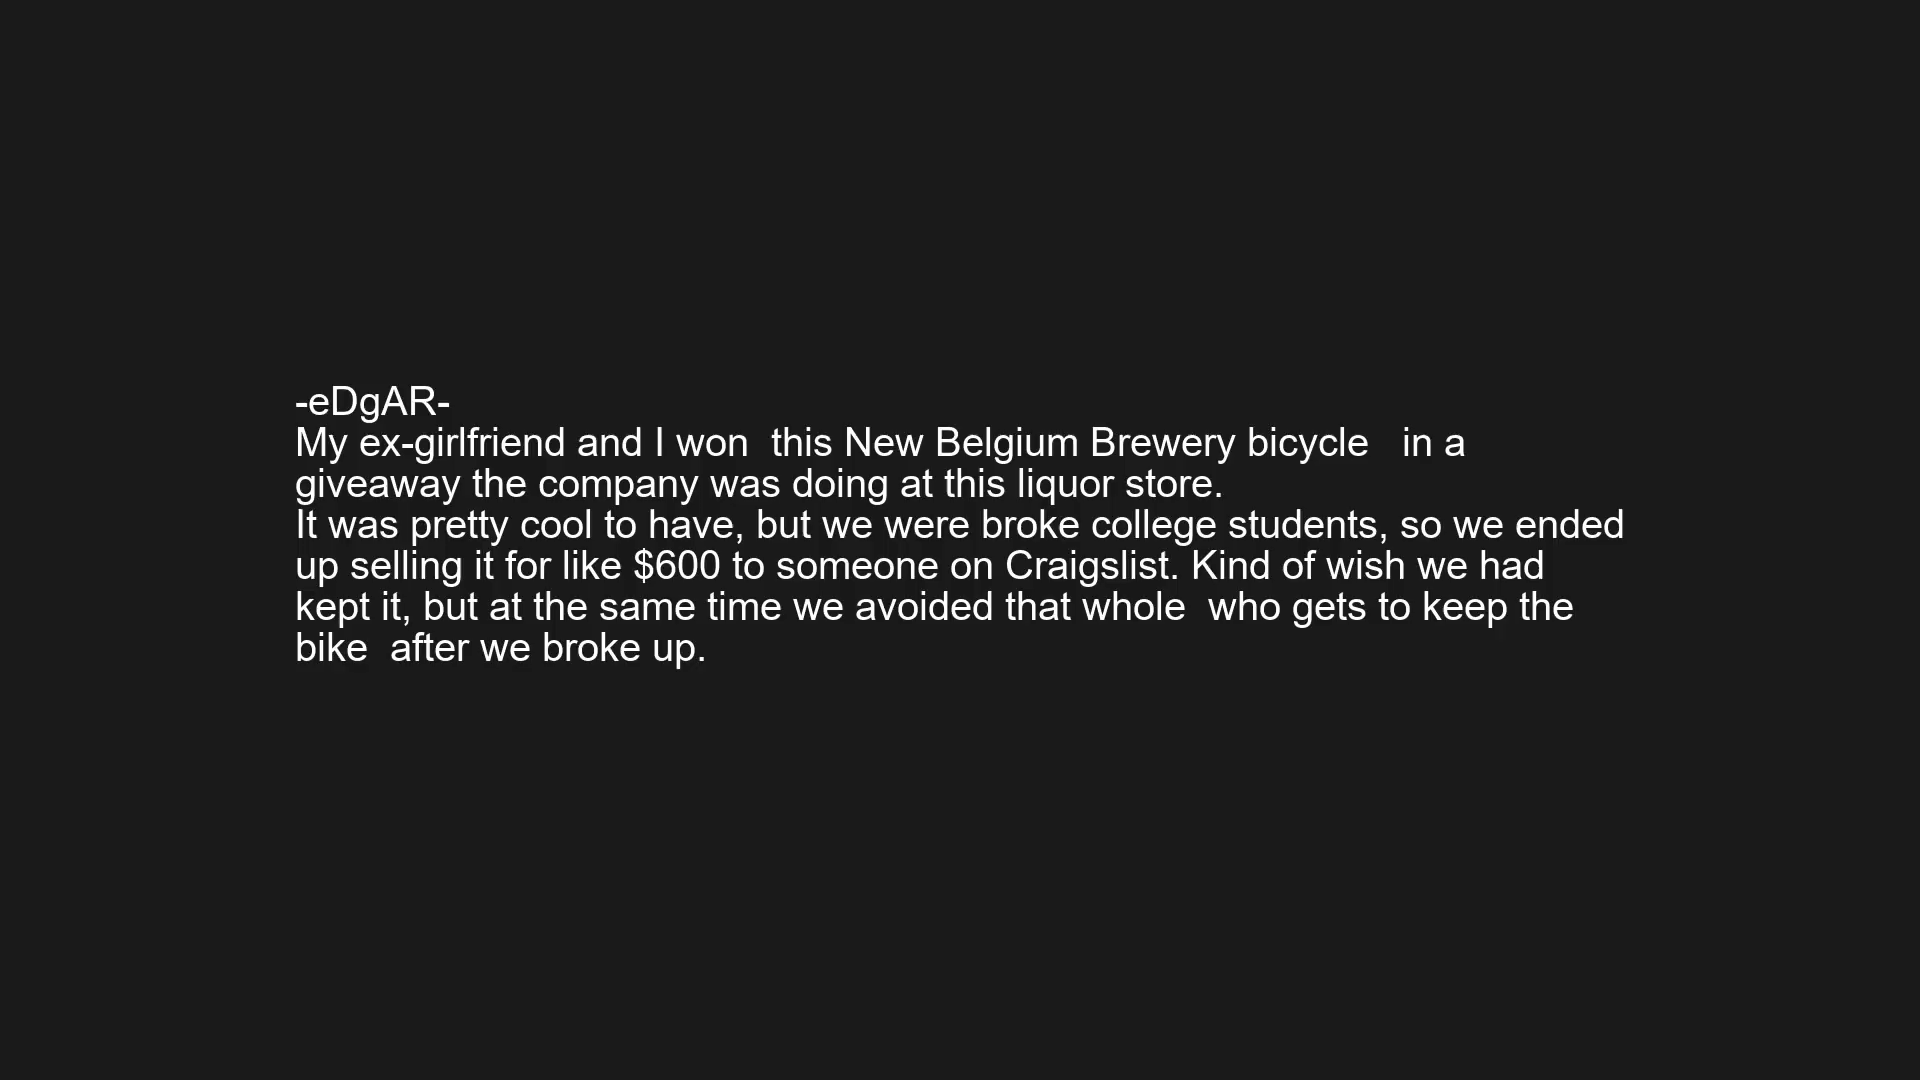 -eDgAR-
My ex-girlfriend and I won  this New Belgium Brewery bicycle   in a
giveaway the company was doing at this liquor store.
It was pretty cool to have, but we were broke college students, so we ended
up selling it for like $600 to someone on Craigslist. Kind of wish we had
kept it, but at the same time we avoided that whole  who gets to keep the
bike  after we broke up.